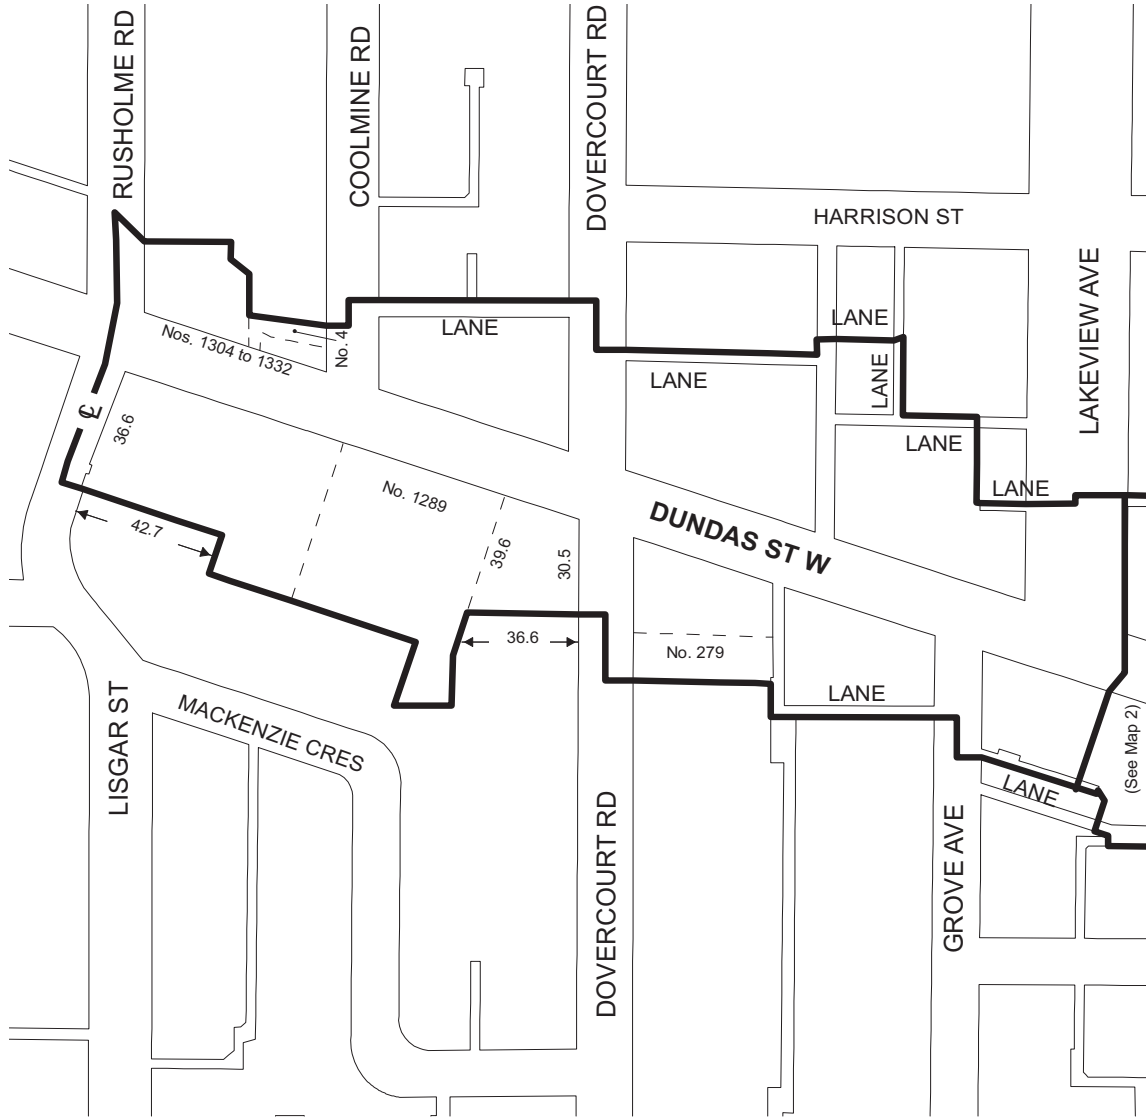 RUSHOLME RD
COOLMINE RD
DOVERCOURT RD
HARRISON ST
LAKEVIEW AVE
LANE
LANE
LANE
LANE
LANE
LANE
Nos. 1304 to 1332
No. 4
℄
36.6
42.7
No. 1289
39.6
30.5
36.6
DUNDAS ST W
No. 279
LANE
LANE
(See Map 2)
LISGAR ST
MACKENZIE CRES
DOVERCOURT RD
GROVE AVE